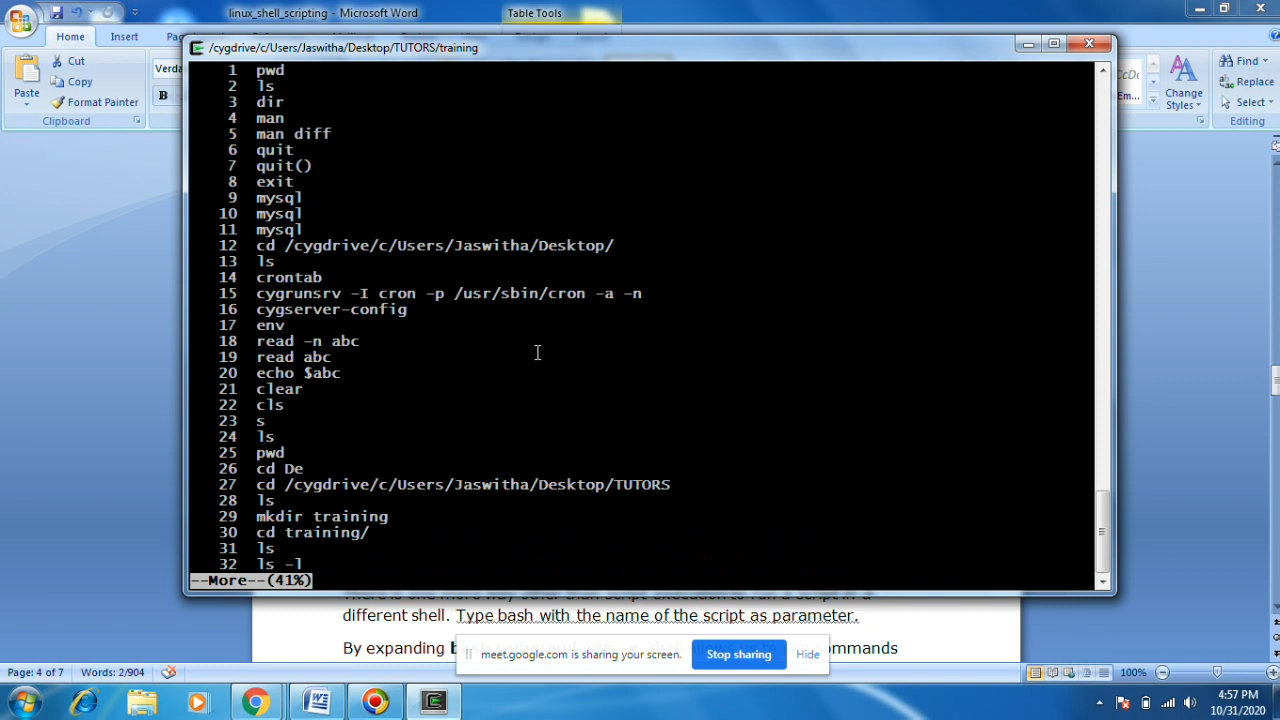 linux_shell_scripting - Microsoft Word
Table Tools
Home
Insert
Cut
Copy
Format Painter
Paste
Clipboard
Verda
B
Change
Styles
Find
Replace
Select
Editing
/cygdrive/c/Users/Jaswitha/Desktop/TUTORS/training
1 pwd
2 ls
3 dir
4 man
5 man diff
6 quit
7 quit()
8 exit
9 mysql
10 mysql
11 mysql
12 cd /cygdrive/c/Users/Jaswitha/Desktop/
13 ls
14 crontab
15 cygrunsrv -I cron -p /usr/sbin/cron -a -n
16 cygserver-config
17 env
18 read -n abc
19 read abc
20 echo $abc
21 clear
22 cls
23 s
24 ls
25 pwd
26 cd De
27 cd /cygdrive/c/Users/Jaswitha/Desktop/TUTORS
28 ls
29 mkdir training
30 cd training/
31 ls
32 ls -l
--More--(41%)
different shell. Type bash with the name of the script as parameter.
By expanding
ommands
meet.google.com is sharing your screen.
Stop sharing
Hide
Page: 4 of 7
Words: 2/904
100%
4:57 PM
10/31/2020